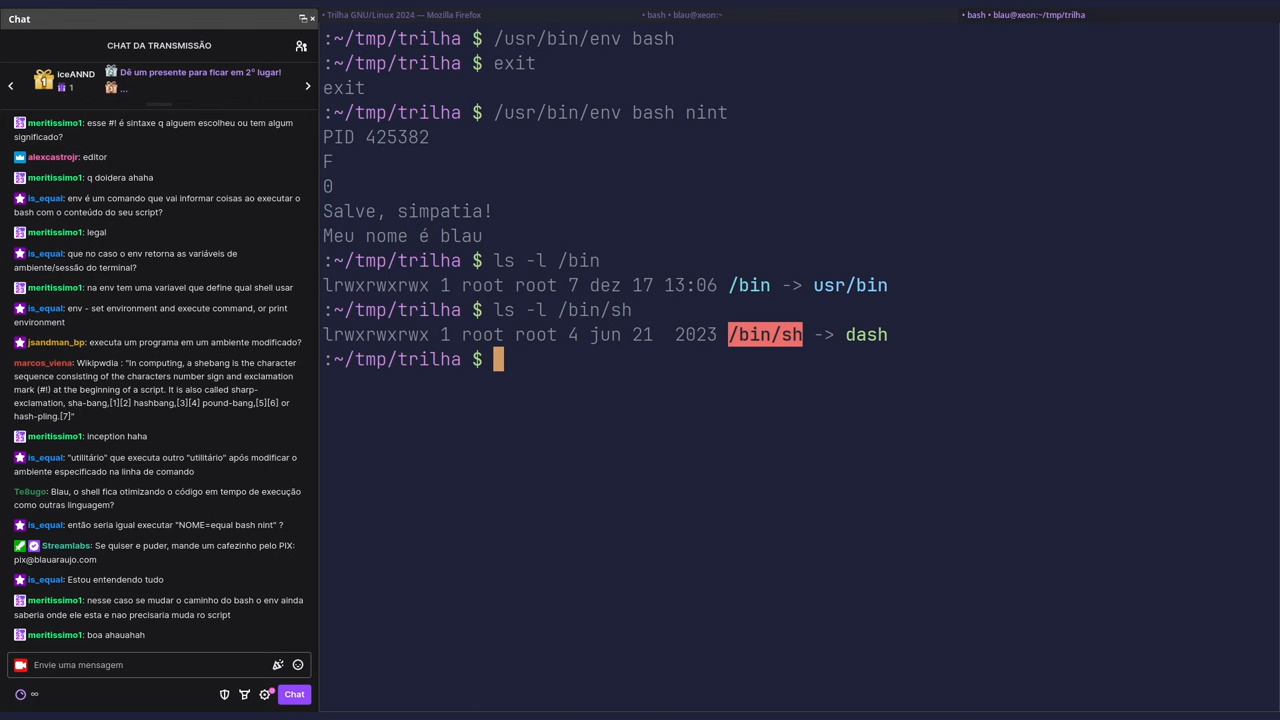 Chat
CHAT DA TRANSMISSÃO
1
iceANND
1
2
Dê um presente para ficar em 2º lugar!
3
...
meritissimo1: esse #! é sintaxe q alguem escolheu ou tem algum
significado?
alexcastrojr: editor
meritissimo1: q doidera ahaha
is_equal: env é um comando que vai informar coisas ao executar o
bash com o conteúdo do seu script?
meritissimo1: legal
is_equal: que no caso o env retorna as variáveis de
ambiente/sessão do terminal?
meritissimo1: na env tem uma variavel que define qual shell usar
is_equal: env - set environment and execute command, or print
environment
jsandman_bp: executa um programa em um ambiente modificado?
marcos_viena: Wikipwdia : "In computing, a shebang is the character
sequence consisting of the characters number sign and exclamation
mark (#!) at the beginning of a script. It is also called sharp-
exclamation, sha-bang,[1][2] hashbang,[3][4] pound-bang,[5][6] or
hash-pling.[7]"
meritissimo1: inception haha
is_equal: "utilitário" que executa outro "utilitário" após modificar o
ambiente especificado na linha de comando
Te8ugo: Blau, o shell fica otimizando o código em tempo de execução
como outras linguagem?
is_equal: então seria igual executar "NOME=equal bash nint" ?
Streamlabs: Se quiser e puder, mande um cafezinho pelo PIX:
pix@blauaraujo.com
is_equal: Estou entendendo tudo
meritissimo1: nesse caso se mudar o caminho do bash o env ainda
saberia onde ele esta e nao precisaria muda ro script
meritissimo1: boa ahauahah
Envie uma mensagem
∞
Chat
• Trilha GNU/Linux 2024 — Mozilla Firefox
• bash • blau@xeon:~
• bash • blau@xeon:~/tmp/trilha
:~/tmp/trilha $ /usr/bin/env bash
:~/tmp/trilha $ exit
exit
:~/tmp/trilha $ /usr/bin/env bash nint
PID 425382
F
0
Salve, simpatia!
Meu nome é blau
:~/tmp/trilha $ ls -l /bin
lrwxrwxrwx 1 root root 7 dez 17 13:06 /bin -> usr/bin
:~/tmp/trilha $ ls -l /bin/sh
lrwxrwxrwx 1 root root 4 jun 21  2023 /bin/sh -> dash
:~/tmp/trilha $